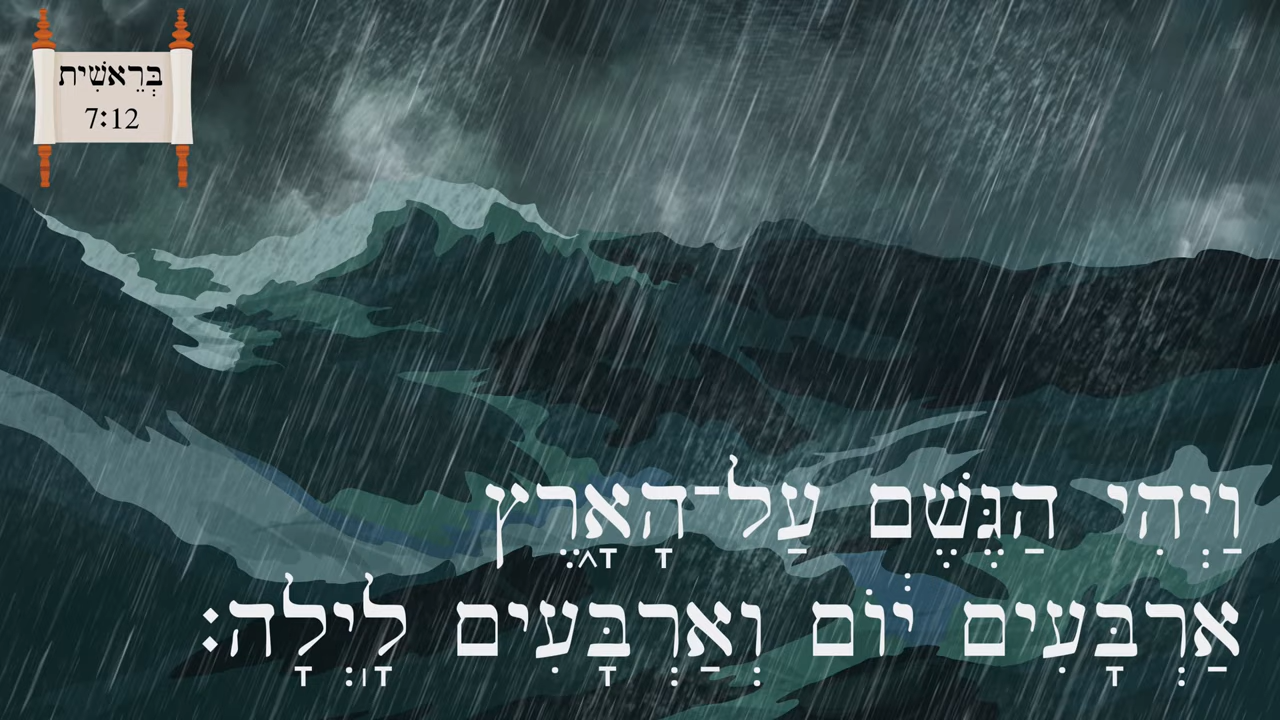 בְּרֵאשִׁית
7:12
וַיְהִי הַגֶּשֶׁם עַל־הָאָ֑רֶץ
אַרְבָּעִים יוֹם וְאַרְבָּעִים לָֽיְלָה׃